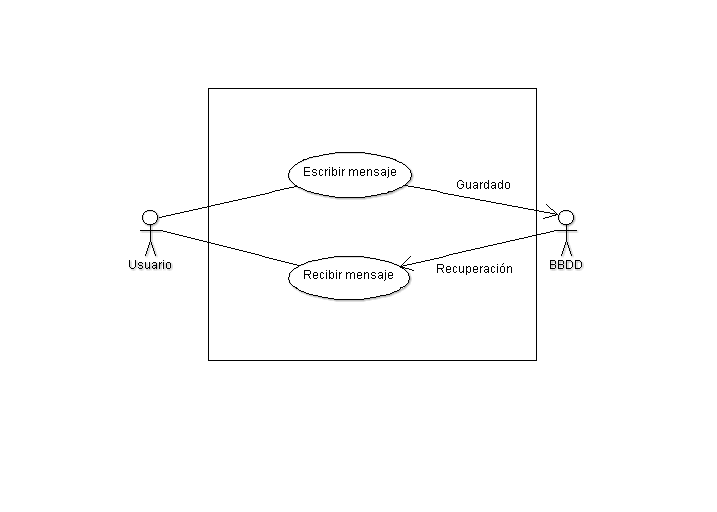 Escribir mensaje
Guardado
Usuario
BBDD
Recibir mensaje
Recuperación